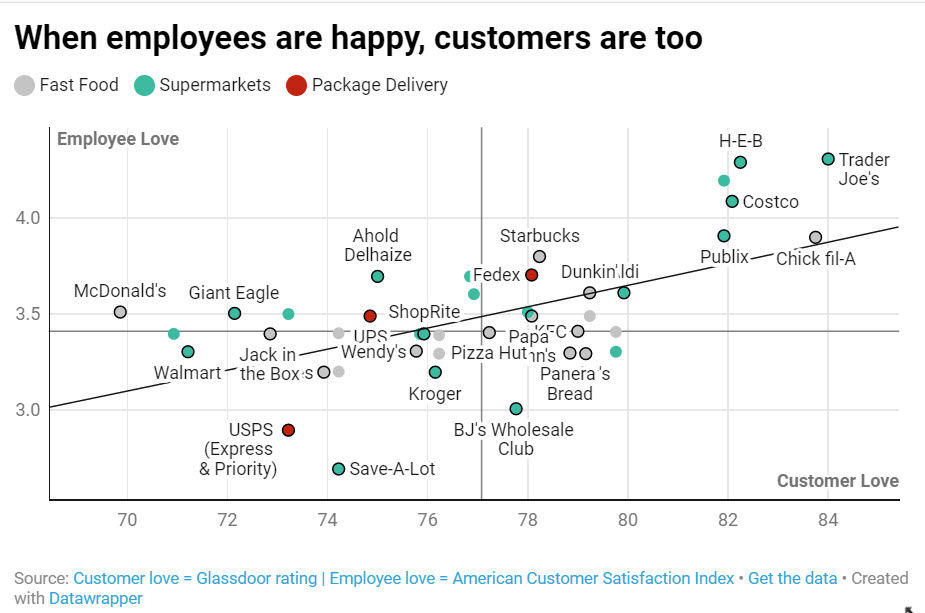 When employees are happy, customers are too
Fast Food Supermarkets Package Delivery
Employee Love
H-E-B
Trader
Joe's
Costco
4.0
Starbucks
Ahold
Delhaize
Publix
Chick fil-A
Fedex
Dunkin'
ldi
McDonald's
Giant Eagle
3.5
ShopRite
UPS
Papa
KFC
Wendy's
Pizza Hut
nn's
Jack in
the Box
's
Walmart
Panera
's
Bread
Kroger
3.0
BJ's Wholesale
Club
USPS
(Express
& Priority)
Save-A-Lot
Customer Love
70 72 74 76 78 80 82 84
Source: Customer love = Glassdoor rating | Employee love = American Customer Satisfaction Index • Get the data • Created
with Datawrapper